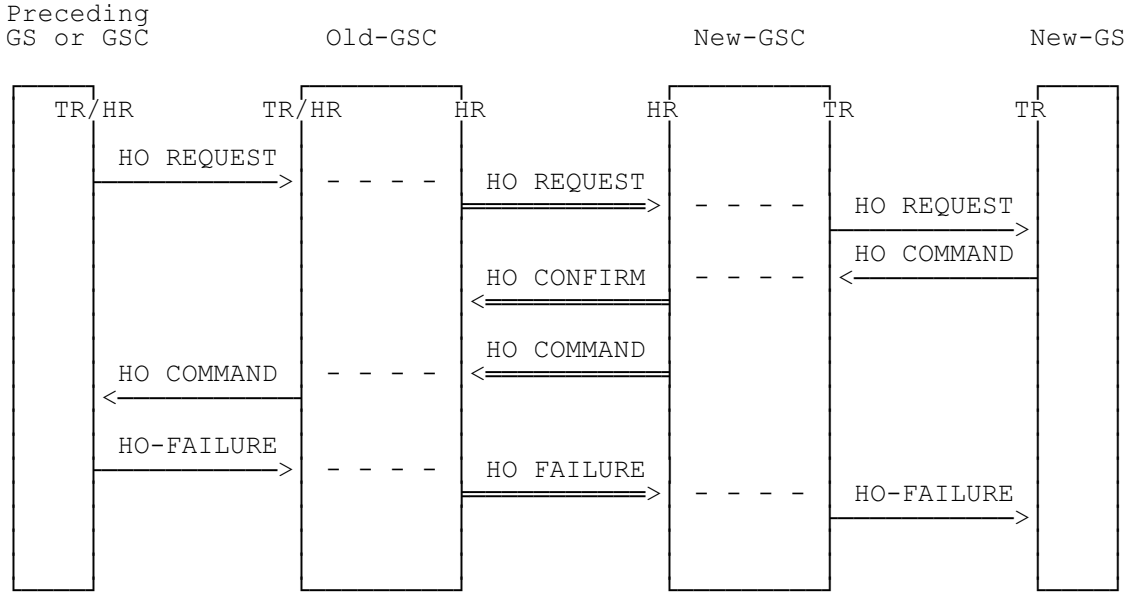 Preceding
GS or GSC Old-GSC New-GSC New-GS
TR/HR TR/HR HR HR TR TR
HO REQUEST
HO REQUEST
HO REQUEST
HO COMMAND
HO CONFIRM
HO COMMAND
HO COMMAND
HO-FAILURE
HO FAILURE
HO-FAILURE